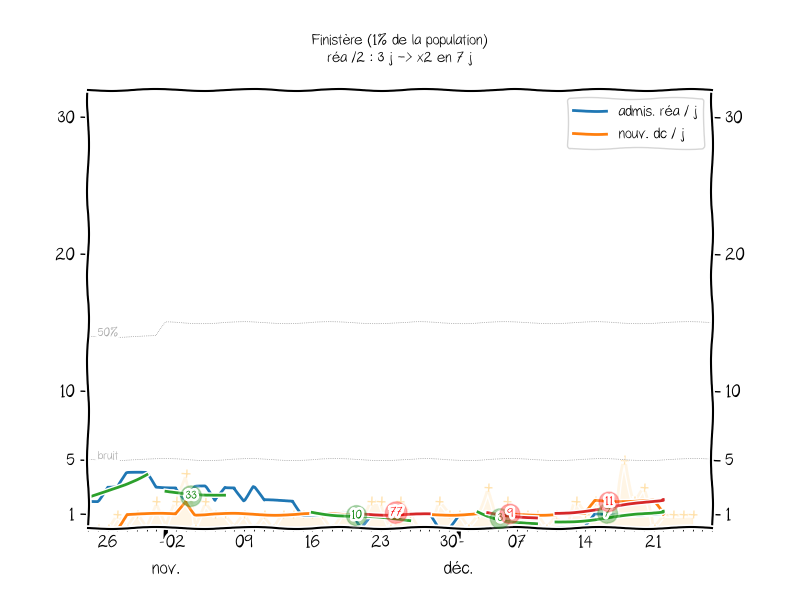 Finistère (1% de la population)
réa /2 : 3 j -> x2 en 7 j
admis. réa / j
nouv. dc / j
30 30
20 20
10 10
50%
bruit
5 5
1 1
33
10
77
9
11
26 02 09 16 23 30 07 14 21
nov. déc.